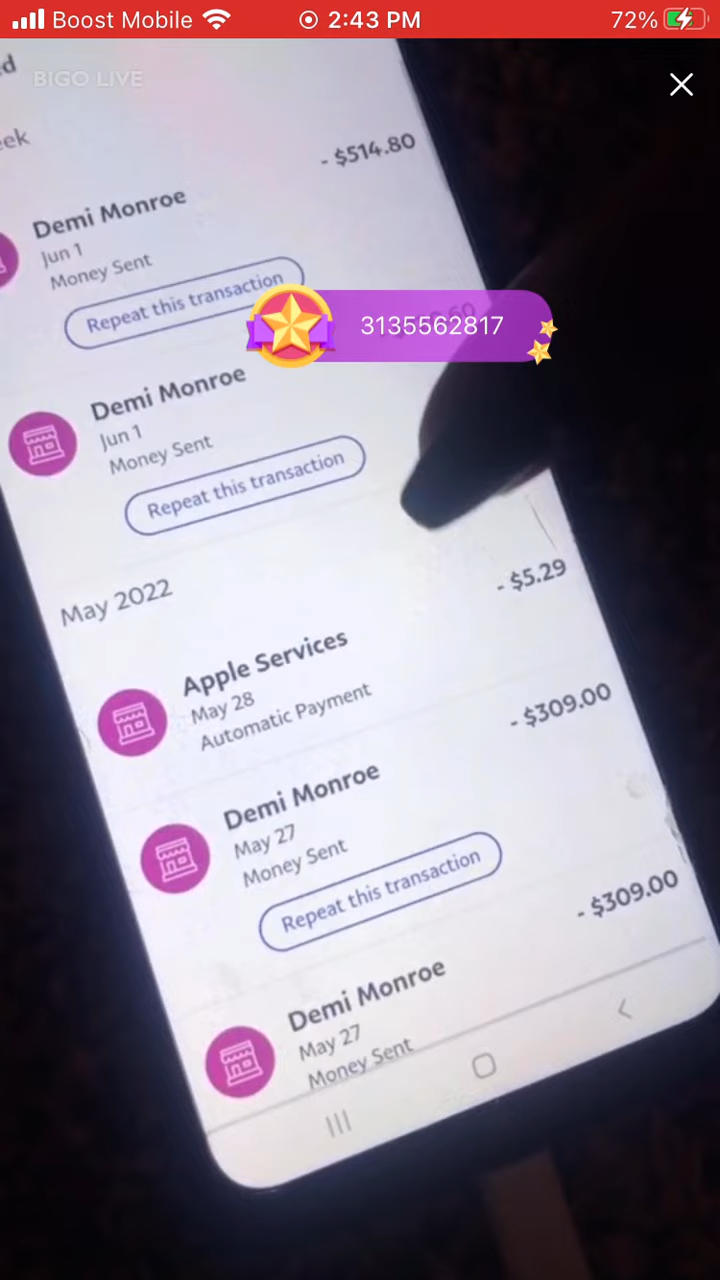 Boost Mobile
2:43 PM
72%
BIGO LIVE
- $514.80
Demi Monroe
Jun 1
Money Sent
Repeat this transaction
3135562817
Demi Monroe
Jun 1
Money Sent
Repeat this transaction
May 2022
- $5.29
Apple Services
May 28
Automatic Payment
- $309.00
Demi Monroe
May 27
Money Sent
Repeat this transaction
- $309.00
Demi Monroe
May 27
Money Sent